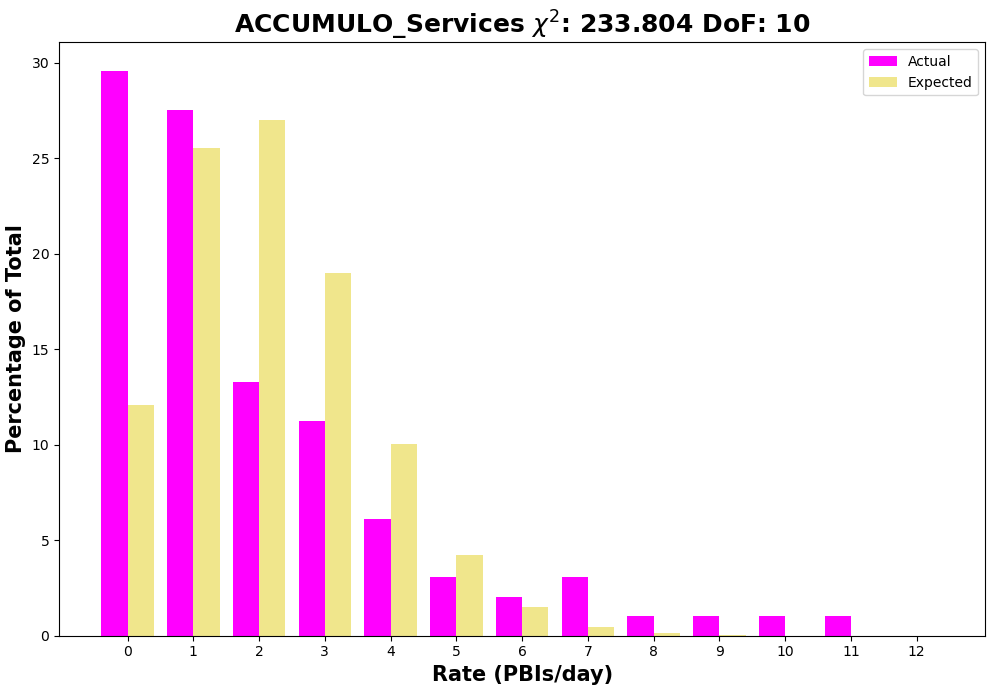 ACCUMULO_Services χ²: 233.804 DoF: 10
Actual
Expected
Percentage of Total
30
25
20
15
10
5
0
0 1 2 3 4 5 6 7 8 9 10 11 12
Rate (PBIs/day)